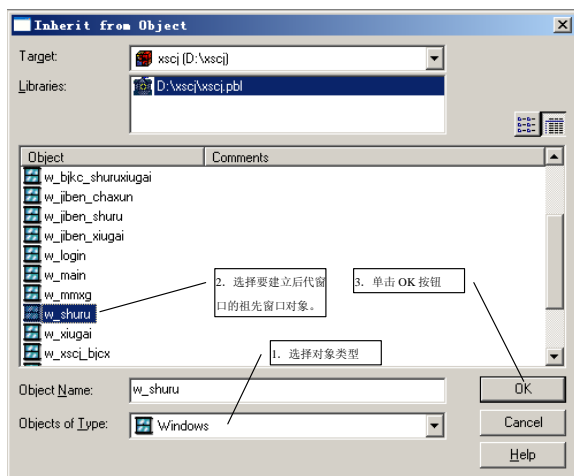 Inherit from Object
Target:
xscj (D:\xscj)
Libraries:
D:\xscj\xscj.pbl
Object
Comments
w_bjkc_shuruxiugai
w_jiben_chaxun
w_jiben_shuru
w_jiben_xiugai
w_login
w_main
w_mmxg
w_shuru
w_xiugai
w_xscj_bjcx
2．选择要建立后代窗
口的祖先窗口对象。
3．单击 OK 按钮
1．选择对象类型
Object Name:
w_shuru
OK
Objects of Type:
Windows
Cancel
Help